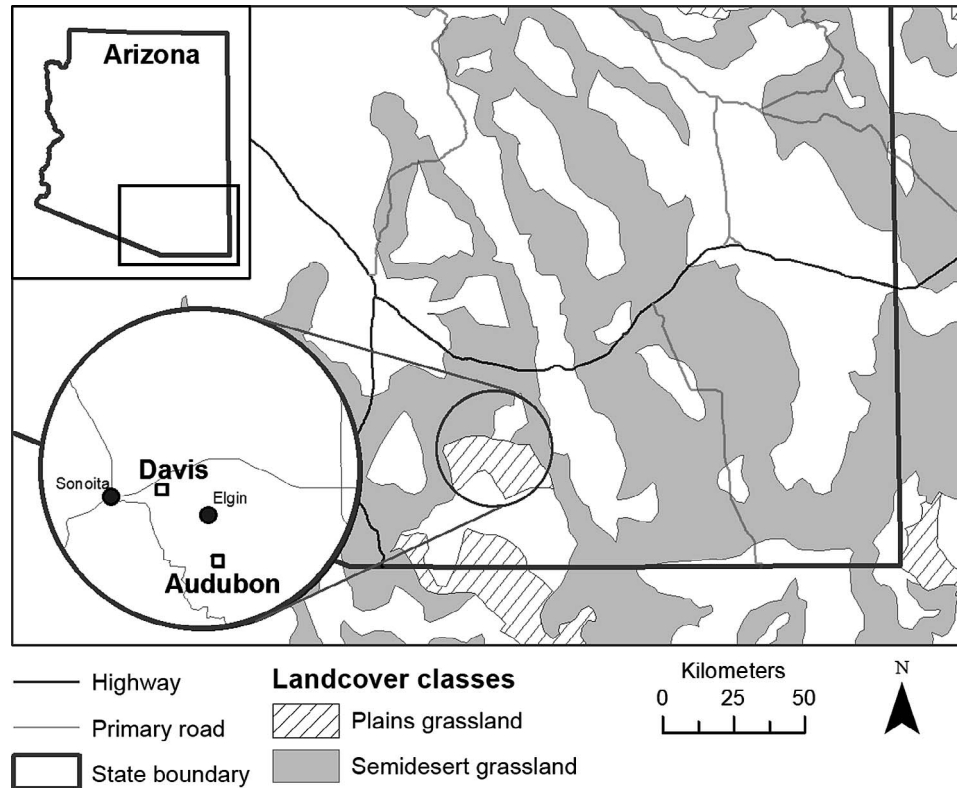 Arizona
Davis
Sonoita
Elgin
Audubon
Highway
Primary road
State boundary
Landcover classes
Plains grassland
Semidesert grassland
Kilometers
0 25 50
N